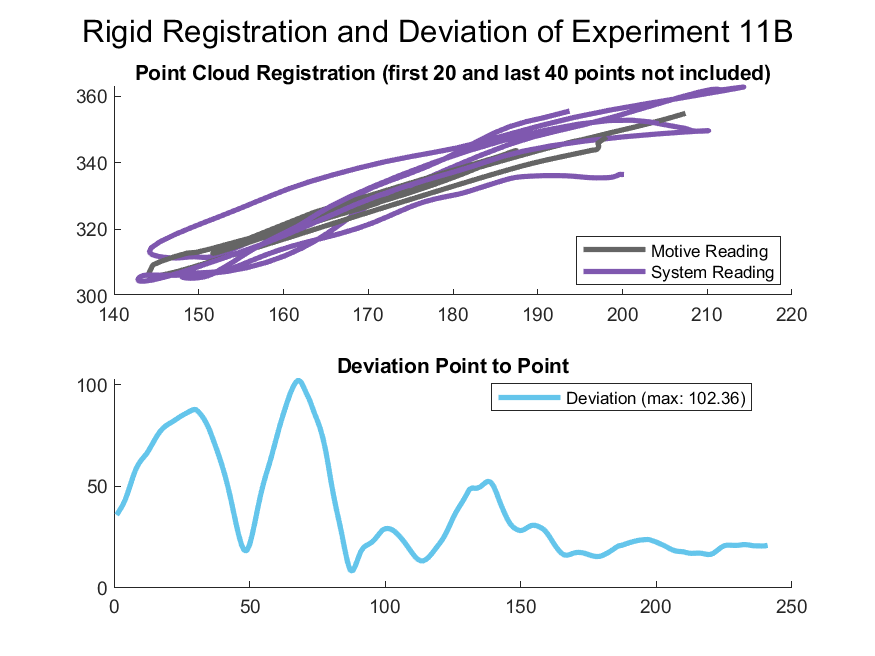 Rigid Registration and Deviation of Experiment 11B
Point Cloud Registration (first 20 and last 40 points not included)
360
340
320
300
140 150 160 170 180 190 200 210 220
Motive Reading
System Reading
Deviation Point to Point
100
50
0
0 50 100 150 200 250
Deviation (max: 102.36)